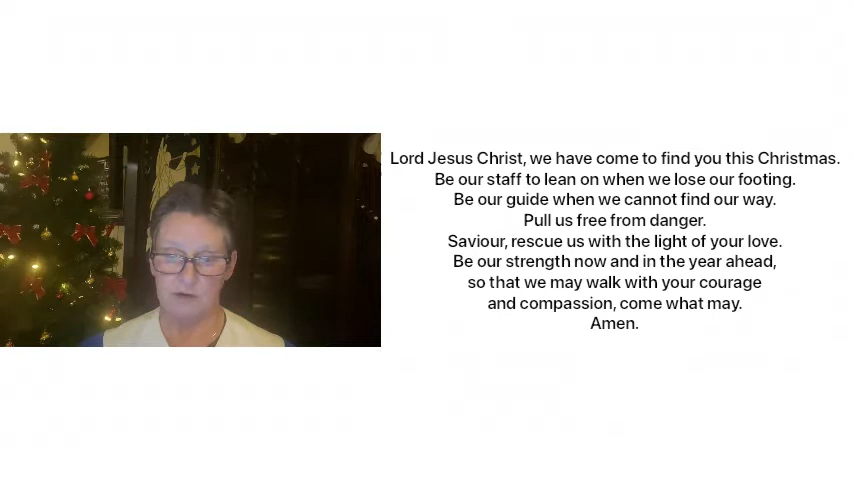 Lord Jesus Christ, we have come to find you this Christmas.
Be our staff to lean on when we lose our footing.
Be our guide when we cannot find our way.
Pull us free from danger.
Saviour, rescue us with the light of your love.
Be our strength now and in the year ahead,
so that we may walk with your courage
and compassion, come what may.
Amen.